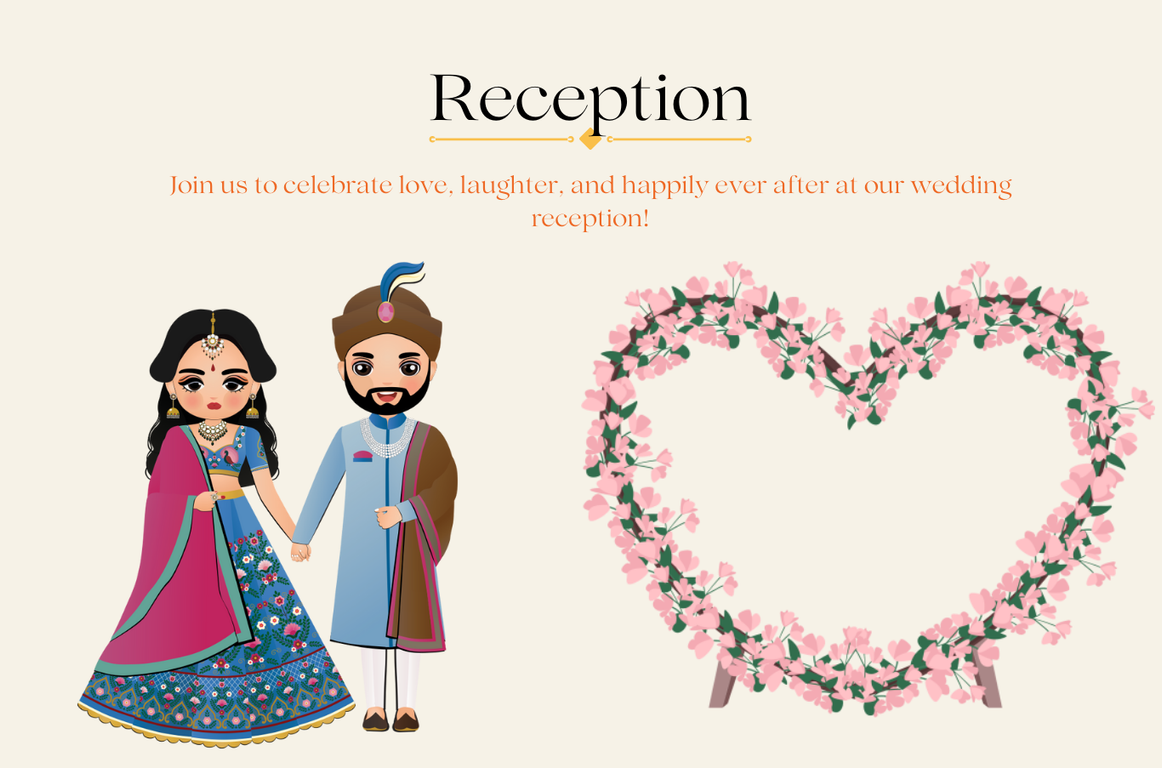 Reception
Join us to celebrate love, laughter, and happily ever after at our wedding
reception!